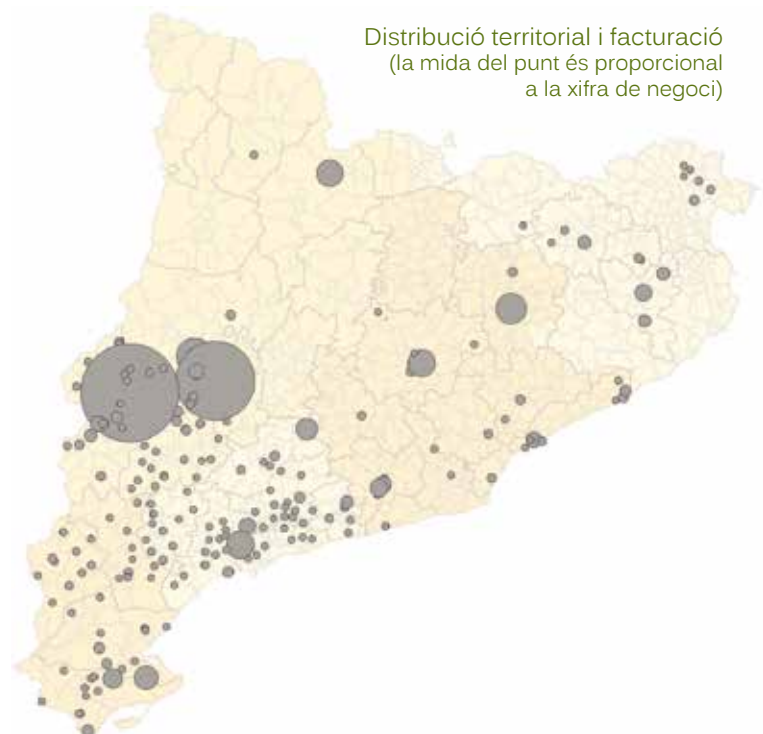 Distribució territorial i facturació
(la mida del punt és proporcional
a la xifra de negoci)